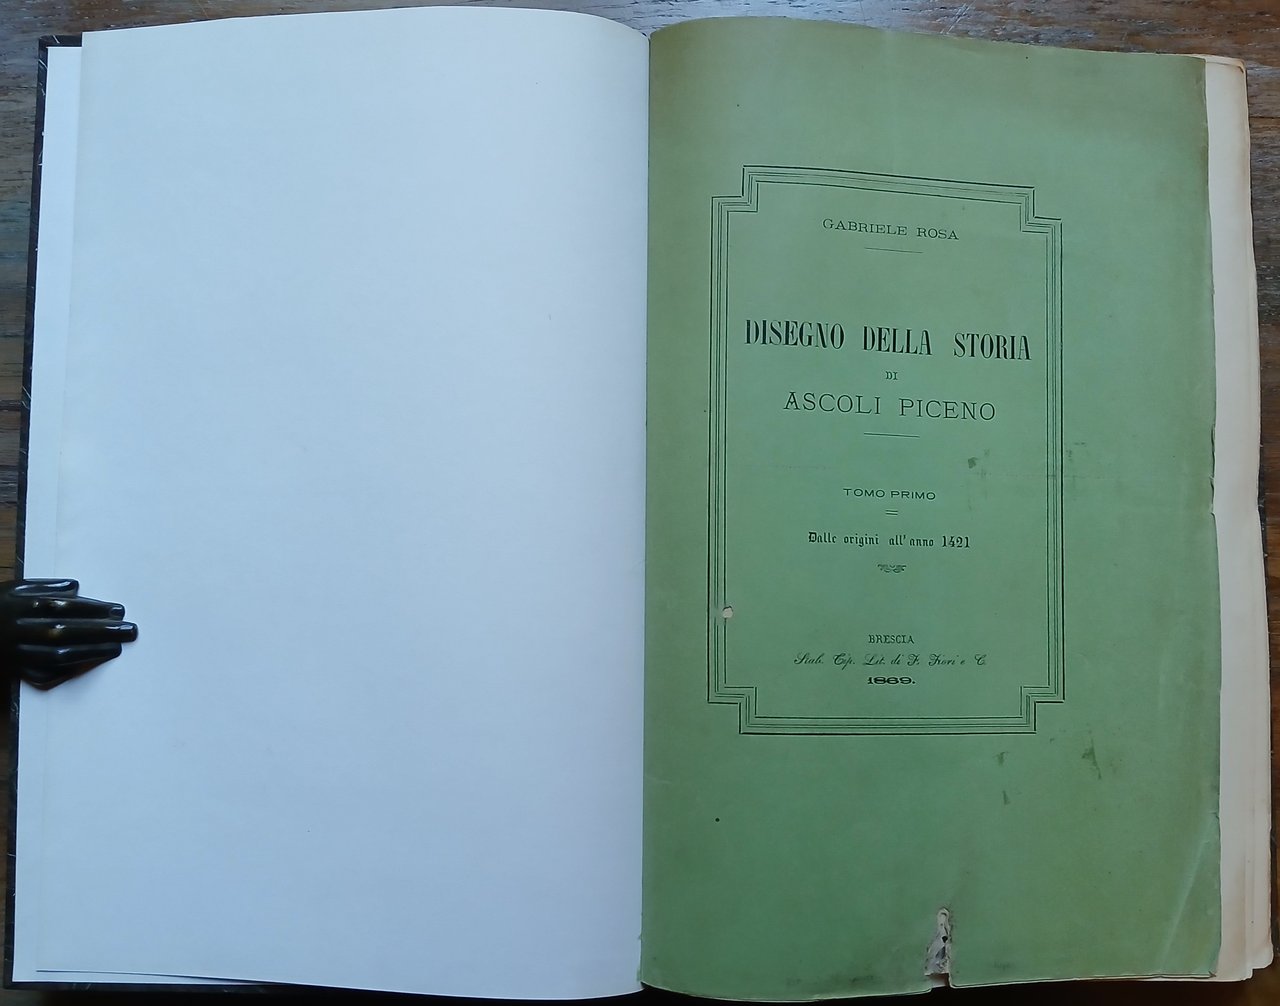 GABRIELE ROSA
DISEGNO DELLA STORIA
DI
ASCOLI PICENO
TOMO PRIMO
Dalle origini all' anno 1421
BRESCIA
Stab. Tip. Lit. di F. Fiori e C.
1869.